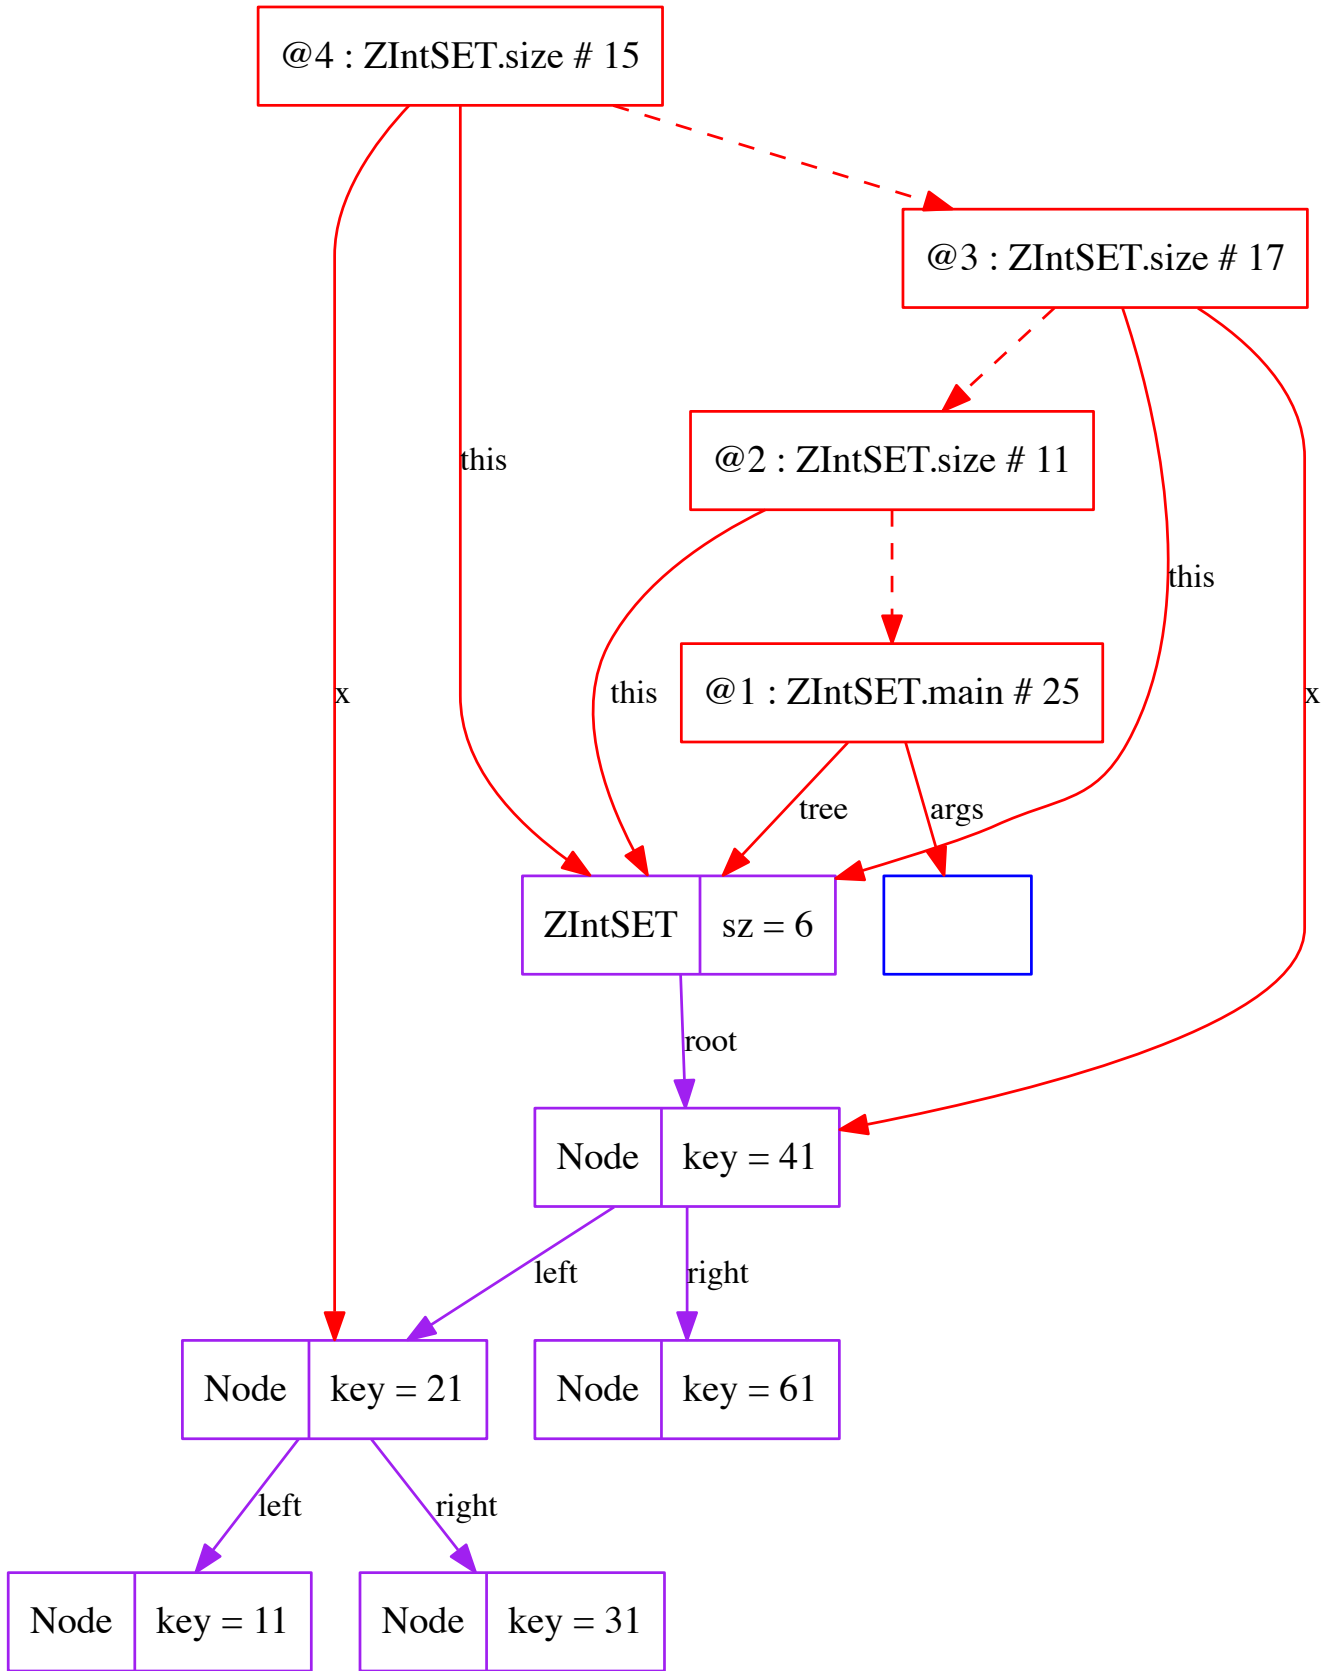 @4 : ZIntSET.size # 15
@3 : ZIntSET.size # 17
@2 : ZIntSET.size # 11
this
this
x
this
@1 : ZIntSET.main # 25
x
tree
args
ZIntSET
sz = 6
root
Node
key = 41
left
right
Node
key = 21
Node
key = 61
left
right
Node
key = 11
Node
key = 31